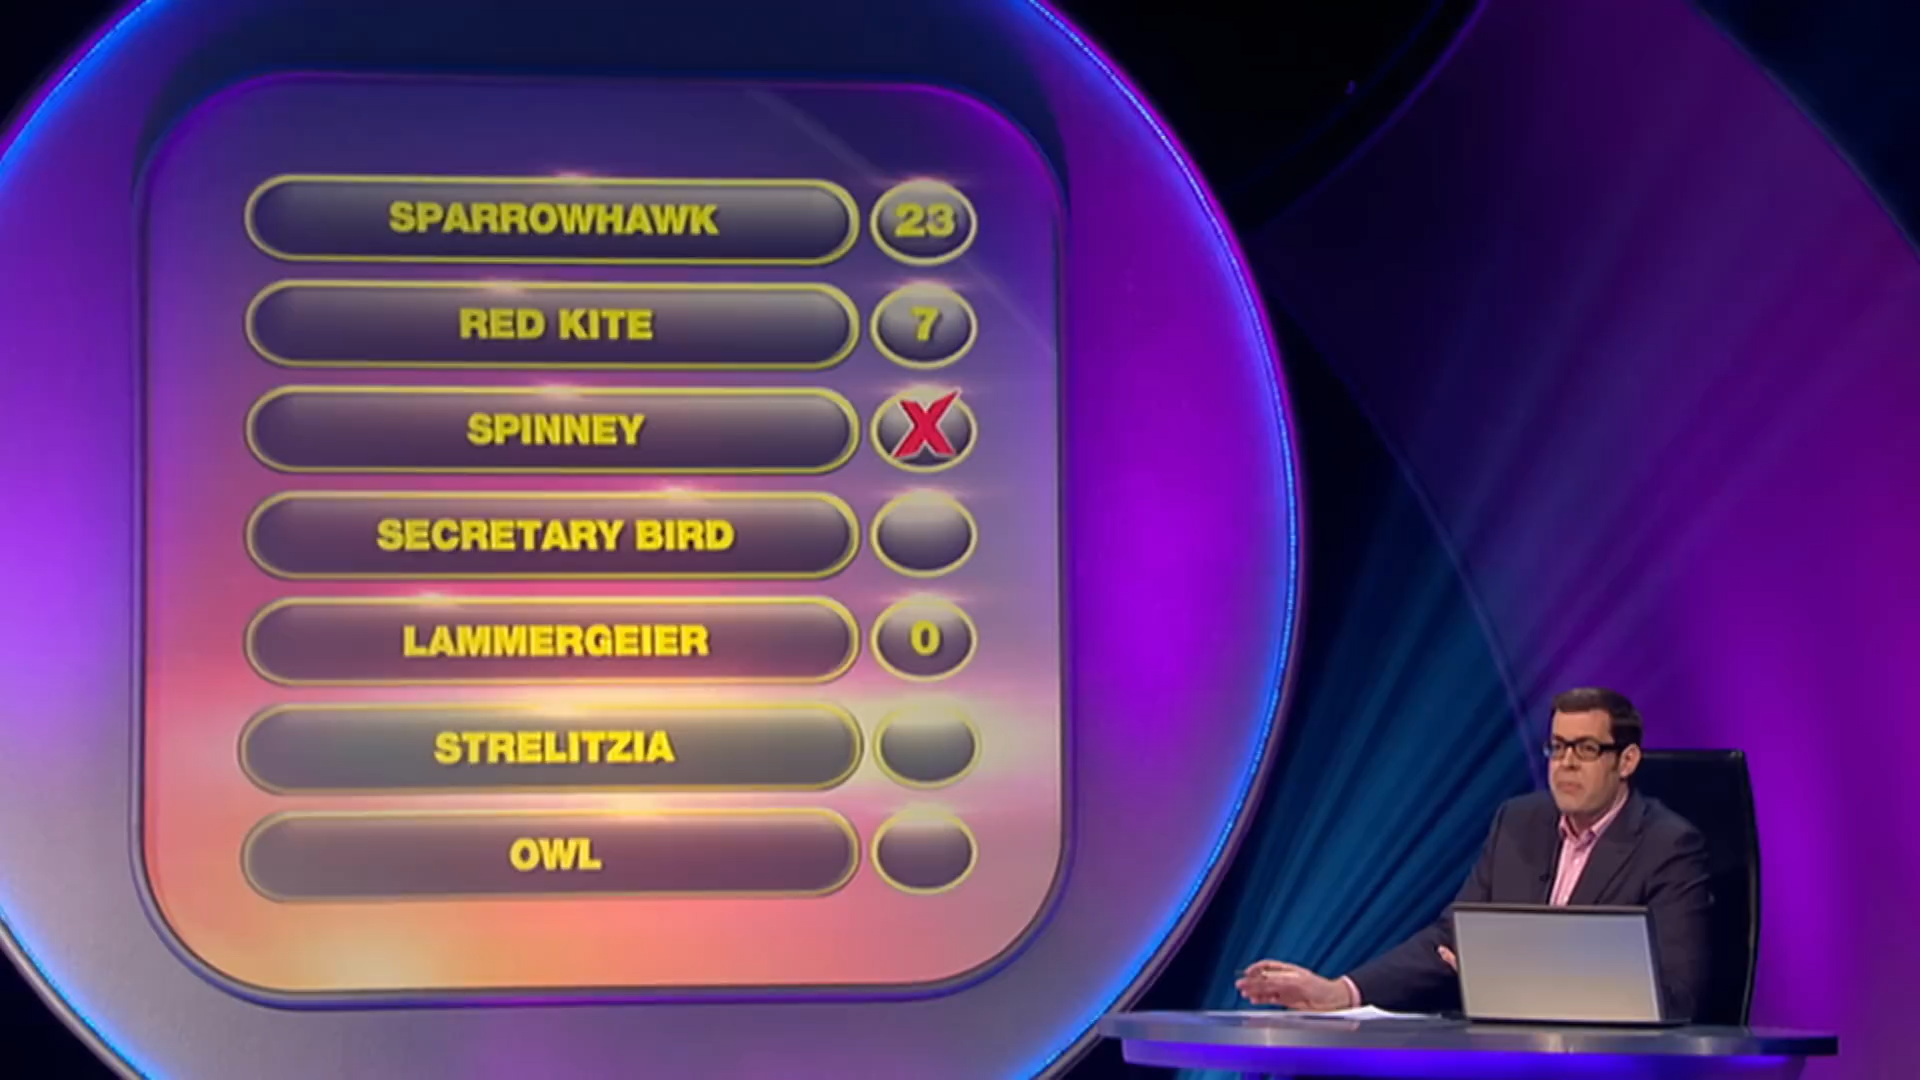 SPARROWHAWK 23
RED KITE 7
SPINNEY X
SECRETARY BIRD
LAMMERGEIER 0
STRELITZIA
OWL